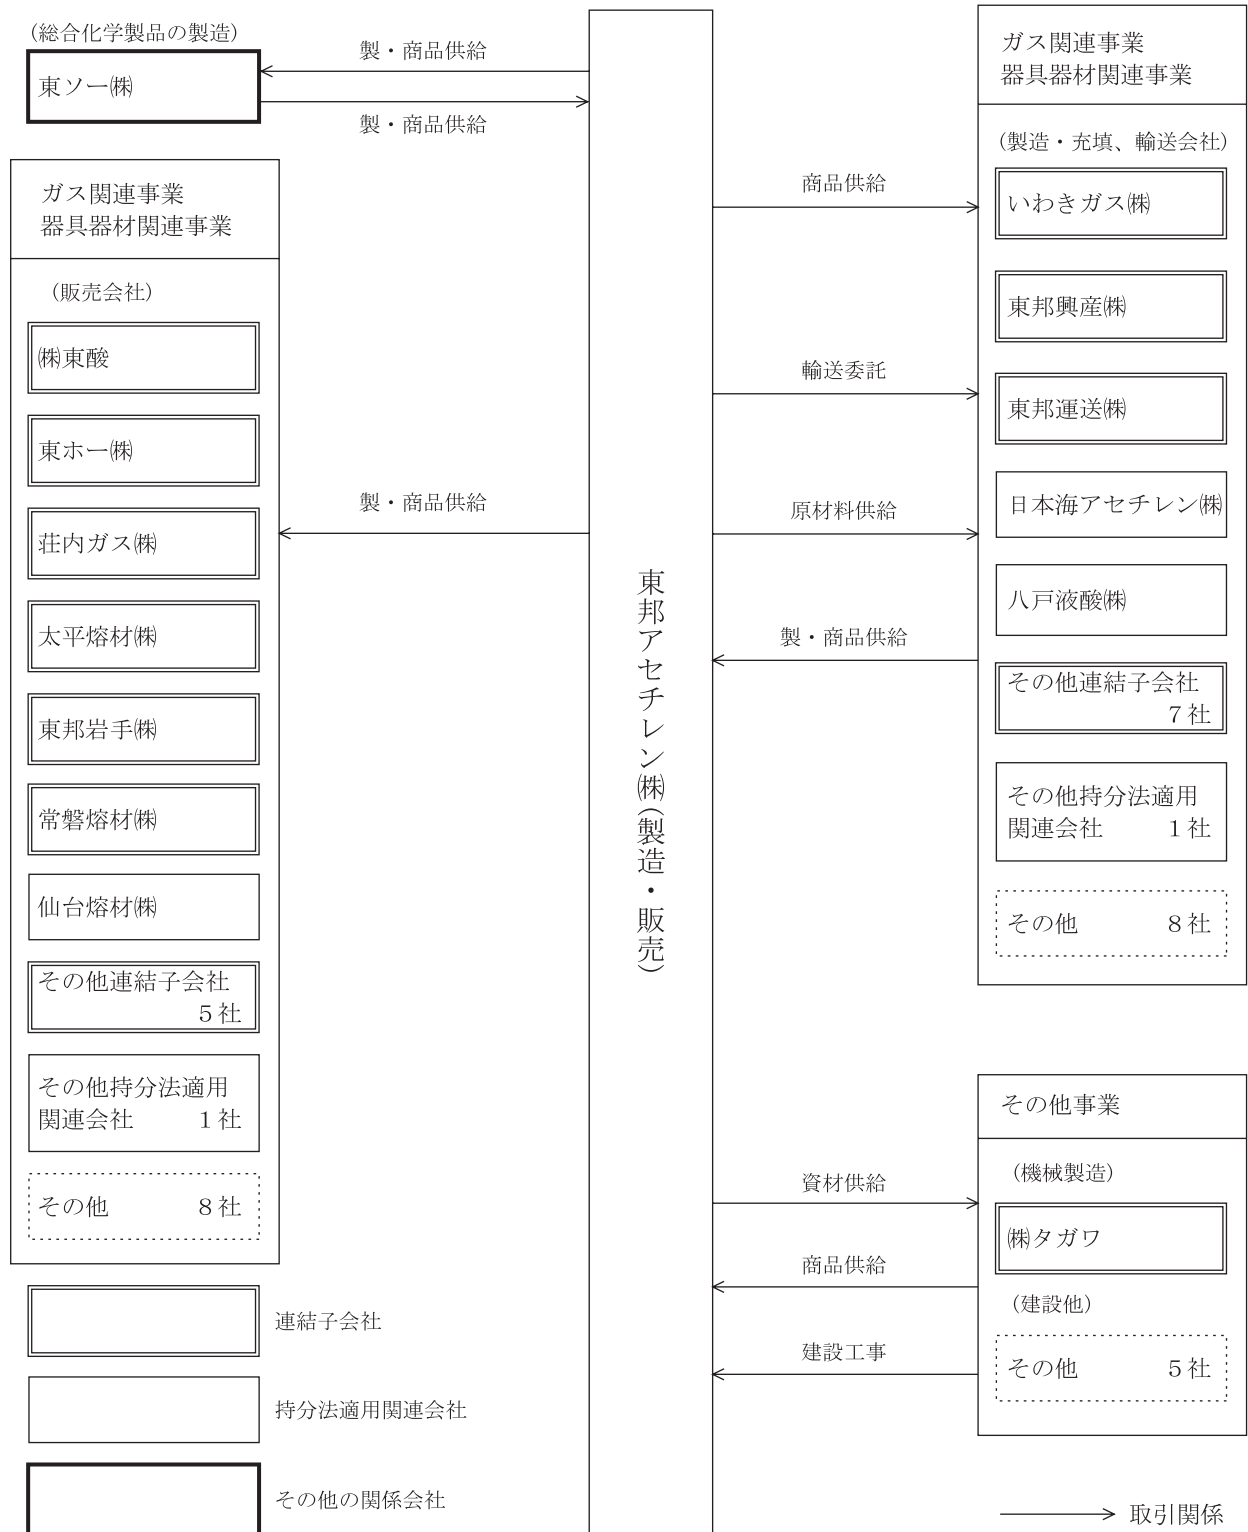 （総合化学製品の製造）
東ソー㈱
製・商品供給
製・商品供給
ガス関連事業
器具器材関連事業
（販売会社）
㈱東酸
東ホー㈱
荘内ガス㈱
太平熔材㈱
東邦岩手㈱
常磐熔材㈱
仙台熔材㈱
その他連結子会社
５社
その他持分法適用
関連会社　１社
その他　８社
製・商品供給
東邦アセチレン㈱（製造・販売）
商品供給
輸送委託
原材料供給
製・商品供給
ガス関連事業
器具器材関連事業
（製造・充填、輸送会社）
いわきガス㈱
東邦興産㈱
東邦運送㈱
日本海アセチレン㈱
八戸液酸㈱
その他連結子会社
７社
その他持分法適用
関連会社　１社
その他　８社
資材供給
商品供給
建設工事
その他事業
（機械製造）
㈱タガワ
（建設他）
その他　５社
連結子会社
持分法適用関連会社
その他の関係会社
取引関係